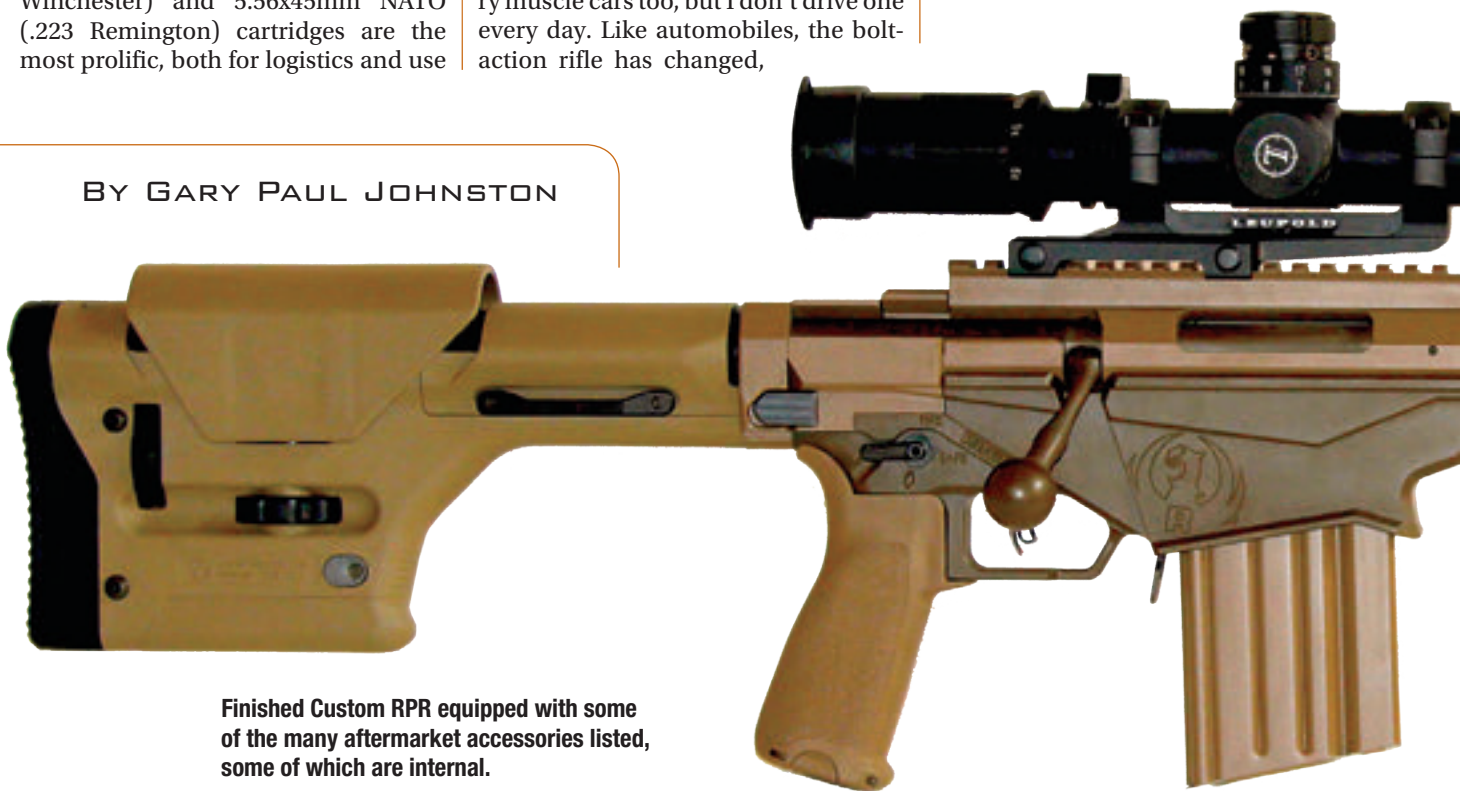 Winchester) and 5.56x45mm NATO
(.223 Remington) cartridges are the
most prolific, both for logistics and use
ry muscle cars too, but I don't drive one
every day. Like automobiles, the bolt-
action rifle has changed,
BY GARY PAUL JOHNSTON
LEUPOLD
SAFE
R
Finished Custom RPR equipped with some
of the many aftermarket accessories listed,
some of which are internal.